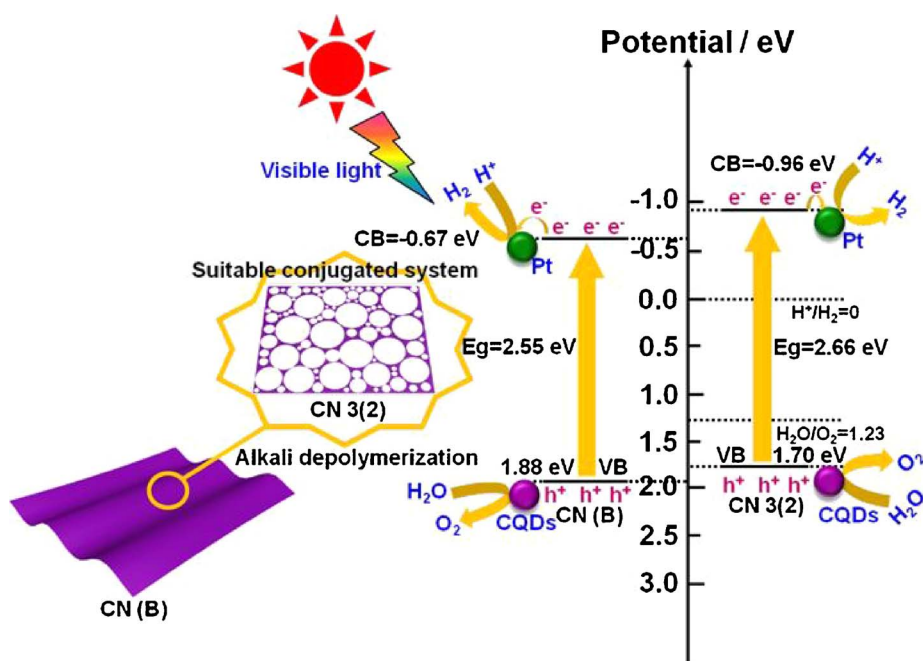 Potential / eV
Visible light
H₂ H⁺
e⁻
e⁻ e⁻ e⁻
Pt
CB=-0.67 eV
CB=-0.96 eV
H⁺
e⁻ e⁻ e⁻ e⁻
H₂
Pt
-1.0
-0.5
0.0
0.5
1.0
1.5
2.0
2.5
3.0
H⁺/H₂=0
Suitable conjugated system
CN 3(2)
Eg=2.55 eV
Eg=2.66 eV
H₂O/O₂=1.23
Alkali depolymerization
1.88 eV VB
VB 1.70 eV
H₂O
O₂
CQDs
h⁺ h⁺ h⁺
CN (B)
h⁺ h⁺ h⁺
CN 3(2)
CQDs
H₂O
CN (B)